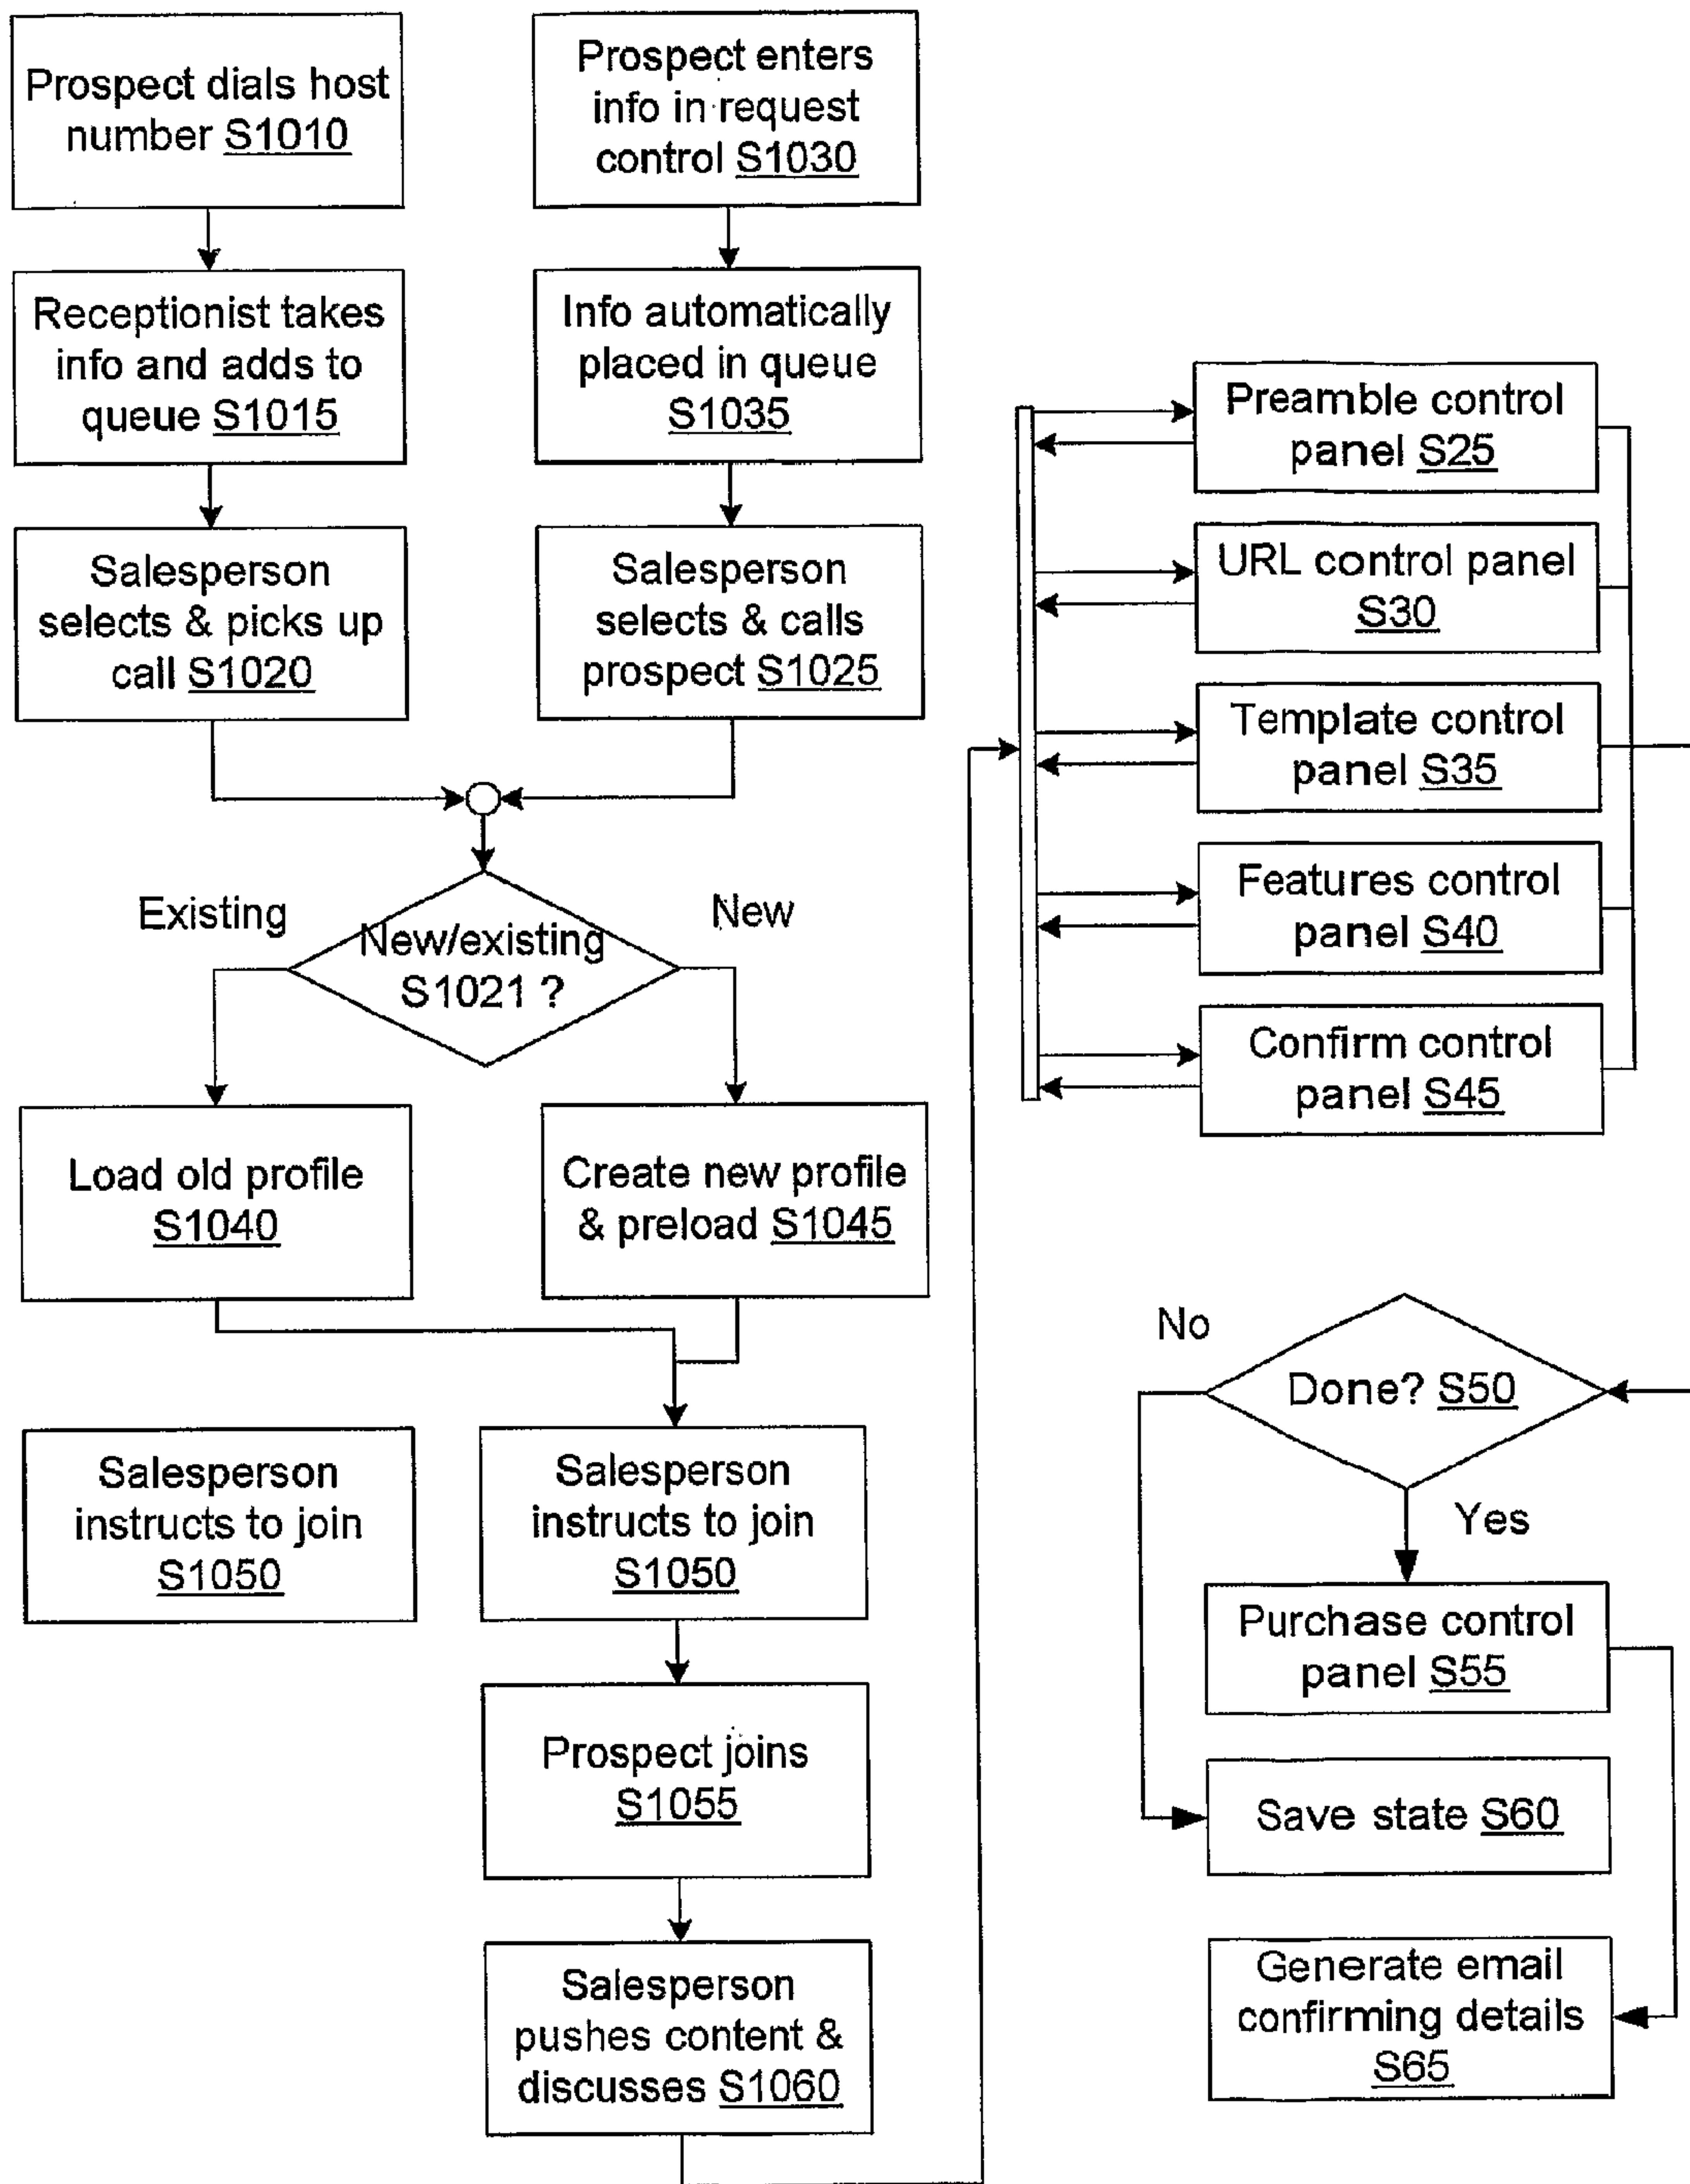 Prospect dials host
number S1010
Prospect enters
info in request
control S1030
Receptionist takes
info and adds to
queue S1015
Info automatically
placed in queue
S1035
Salesperson
selects & picks up
call S1020
Salesperson
selects & calls
prospect S1025
Existing
New
New/existing
S1021 ?
Load old profile
S1040
Create new profile
& preload S1045
Salesperson
instructs to join
S1050
Salesperson
instructs to join
S1050
Prospect joins
S1055
Salesperson
pushes content &
discusses S1060
Preamble control
panel S25
URL control panel
S30
Template control
panel S35
Features control
panel S40
Confirm control
panel S45
No
Done? S50
Yes
Purchase control
panel S55
Save state S60
Generate email
confirming details
S65